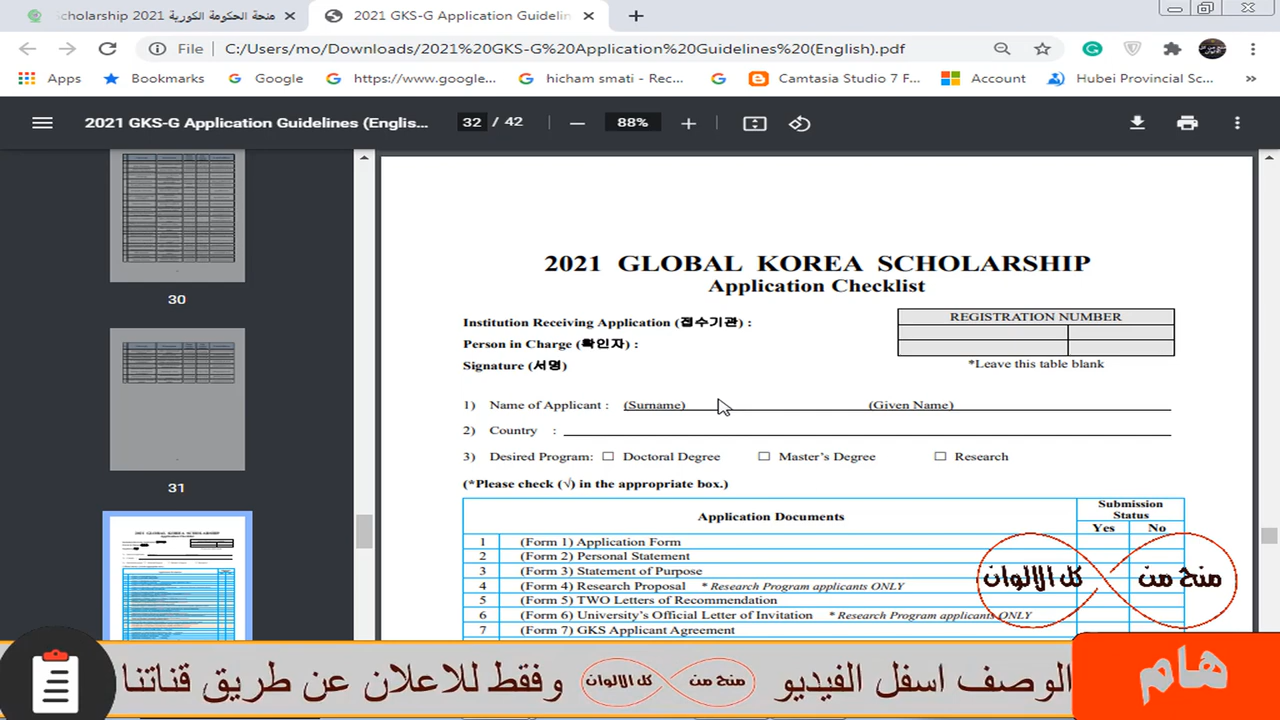 Scholarship 2021 منحة الحكومة الكورية
2021 GKS-G Application Guidelin
File C:/Users/mo/Downloads/2021%20GKS-G%20Application%20Guidelines%20(English).pdf
Apps Bookmarks Google https://www.google... hicham smati - Rec... Camtasia Studio 7 F... Account Hubei Provincial Sc... »
2021 GKS-G Application Guidelines (Englis... 32 / 42 88%
30
31
2021 GLOBAL KOREA SCHOLARSHIP
Application Checklist
2021 GLOBAL KOREA SCHOLARSHIP
Application Checklist
Institution Receiving Application (접수기관) :
Person in Charge (확인자) :
Signature (서명)
REGISTRATION NUMBER
*Leave this table blank
1) Name of Applicant : (Surname) (Given Name)
2) Country :
3) Desired Program: ☐ Doctoral Degree ☐ Master's Degree ☐ Research
(*Please check (√) in the appropriate box.)
Application Documents Submission Status
Yes No
1 (Form 1) Application Form
2 (Form 2) Personal Statement
3 (Form 3) Statement of Purpose
4 (Form 4) Research Proposal * Research Program applicants ONLY
5 (Form 5) TWO Letters of Recommendation
6 (Form 6) University's Official Letter of Invitation * Research Program applicants ONLY
7 (Form 7) GKS Applicant Agreement
منح من كل الالوان
هام
الوصف اسفل الفيديو منح من كل الالوان وفقط للاعلان عن طريق قناتنا